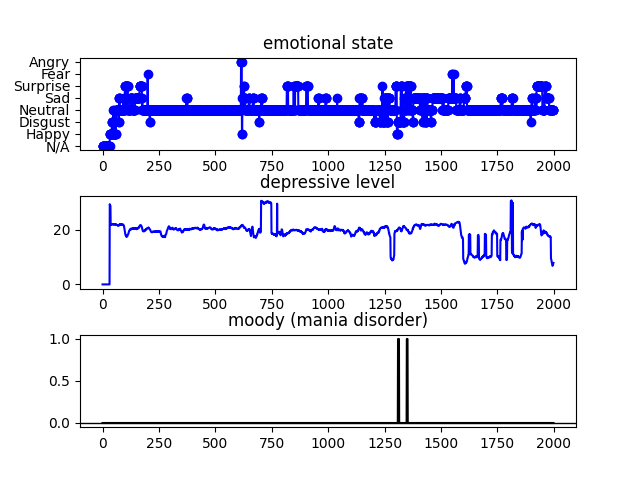 emotional state
Angry
Fear
Surprise
Sad
Neutral
Disgust
Happy
N/A
0 250 500 750 1000 1250 1500 1750 2000
depressive level
20
0
0 250 500 750 1000 1250 1500 1750 2000
moody (mania disorder)
1.0
0.5
0.0
0 250 500 750 1000 1250 1500 1750 2000